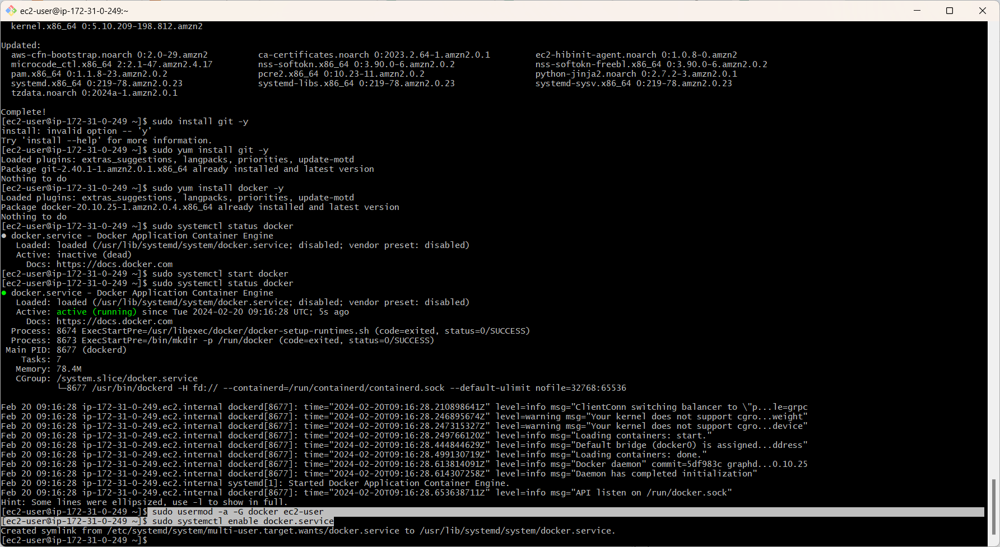 ec2-user@ip-172-31-0-249:~
  kernel.x86_64 0:5.10.209-198.812.amzn2

Updated:
  aws-cfn-bootstrap.noarch 0:2.0-29.amzn2          ca-certificates.noarch 0:2023.2.64-1.amzn2.0.1         ec2-hibinit-agent.noarch 0:1.0.8-0.amzn2
  microcode_ctl.x86_64 2:2.1-47.amzn2.4.17         nss-softokn.x86_64 0:3.90.0-6.amzn2.0.2                nss-softokn-freebl.x86_64 0:3.90.0-6.amzn2.0.2
  pam.x86_64 0:1.1.8-23.amzn2.0.2                  pcre2.x86_64 0:10.23-11.amzn2.0.2                      python-jinja2.noarch 0:2.7.2-3.amzn2.0.1
  systemd.x86_64 0:219-78.amzn2.0.23               systemd-libs.x86_64 0:219-78.amzn2.0.23                systemd-sysv.x86_64 0:219-78.amzn2.0.23
  tzdata.noarch 0:2024a-1.amzn2.0.1

Complete!
[ec2-user@ip-172-31-0-249 ~]$ sudo install git -y
install: invalid option -- 'y'
Try 'install --help' for more information.
[ec2-user@ip-172-31-0-249 ~]$ sudo yum install git -y
Loaded plugins: extras_suggestions, langpacks, priorities, update-motd
Package git-2.40.1-1.amzn2.0.1.x86_64 already installed and latest version
Nothing to do
[ec2-user@ip-172-31-0-249 ~]$ sudo yum install docker -y
Loaded plugins: extras_suggestions, langpacks, priorities, update-motd
Package docker-20.10.25-1.amzn2.0.4.x86_64 already installed and latest version
Nothing to do
[ec2-user@ip-172-31-0-249 ~]$ sudo systemctl status docker
● docker.service - Docker Application Container Engine
   Loaded: loaded (/usr/lib/systemd/system/docker.service; disabled; vendor preset: disabled)
   Active: inactive (dead)
     Docs: https://docs.docker.com
[ec2-user@ip-172-31-0-249 ~]$ sudo systemctl start docker
[ec2-user@ip-172-31-0-249 ~]$ sudo systemctl status docker
● docker.service - Docker Application Container Engine
   Loaded: loaded (/usr/lib/systemd/system/docker.service; disabled; vendor preset: disabled)
   Active: active (running) since Tue 2024-02-20 09:16:28 UTC; 5s ago
     Docs: https://docs.docker.com
  Process: 8674 ExecStartPre=/usr/libexec/docker/docker-setup-runtimes.sh (code=exited, status=0/SUCCESS)
  Process: 8673 ExecStartPre=/bin/mkdir -p /run/docker (code=exited, status=0/SUCCESS)
 Main PID: 8677 (dockerd)
    Tasks: 7
   Memory: 78.4M
   CGroup: /system.slice/docker.service
           └─8677 /usr/bin/dockerd -H fd:// --containerd=/run/containerd/containerd.sock --default-ulimit nofile=32768:65536

Feb 20 09:16:28 ip-172-31-0-249.ec2.internal dockerd[8677]: time="2024-02-20T09:16:28.210898641Z" level=info msg="ClientConn switching balancer to \"p...le=grpc
Feb 20 09:16:28 ip-172-31-0-249.ec2.internal dockerd[8677]: time="2024-02-20T09:16:28.246895674Z" level=warning msg="Your kernel does not support cgro...weight"
Feb 20 09:16:28 ip-172-31-0-249.ec2.internal dockerd[8677]: time="2024-02-20T09:16:28.247315327Z" level=warning msg="Your kernel does not support cgro...device"
Feb 20 09:16:28 ip-172-31-0-249.ec2.internal dockerd[8677]: time="2024-02-20T09:16:28.249766120Z" level=info msg="Loading containers: start."
Feb 20 09:16:28 ip-172-31-0-249.ec2.internal dockerd[8677]: time="2024-02-20T09:16:28.444844629Z" level=info msg="Default bridge (docker0) is assigned...ddress"
Feb 20 09:16:28 ip-172-31-0-249.ec2.internal dockerd[8677]: time="2024-02-20T09:16:28.499130719Z" level=info msg="Loading containers: done."
Feb 20 09:16:28 ip-172-31-0-249.ec2.internal dockerd[8677]: time="2024-02-20T09:16:28.613814091Z" level=info msg="Docker daemon" commit=5df983c graphd...0.10.25
Feb 20 09:16:28 ip-172-31-0-249.ec2.internal dockerd[8677]: time="2024-02-20T09:16:28.614307258Z" level=info msg="Daemon has completed initialization"
Feb 20 09:16:28 ip-172-31-0-249.ec2.internal systemd[1]: Started Docker Application Container Engine.
Feb 20 09:16:28 ip-172-31-0-249.ec2.internal dockerd[8677]: time="2024-02-20T09:16:28.653638711Z" level=info msg="API listen on /run/docker.sock"
Hint: Some lines were ellipsized, use -l to show in full.
[ec2-user@ip-172-31-0-249 ~]$ sudo usermod -a -G docker ec2-user
[ec2-user@ip-172-31-0-249 ~]$ sudo systemctl enable docker.service
Created symlink from /etc/systemd/system/multi-user.target.wants/docker.service to /usr/lib/systemd/system/docker.service.
[ec2-user@ip-172-31-0-249 ~]$